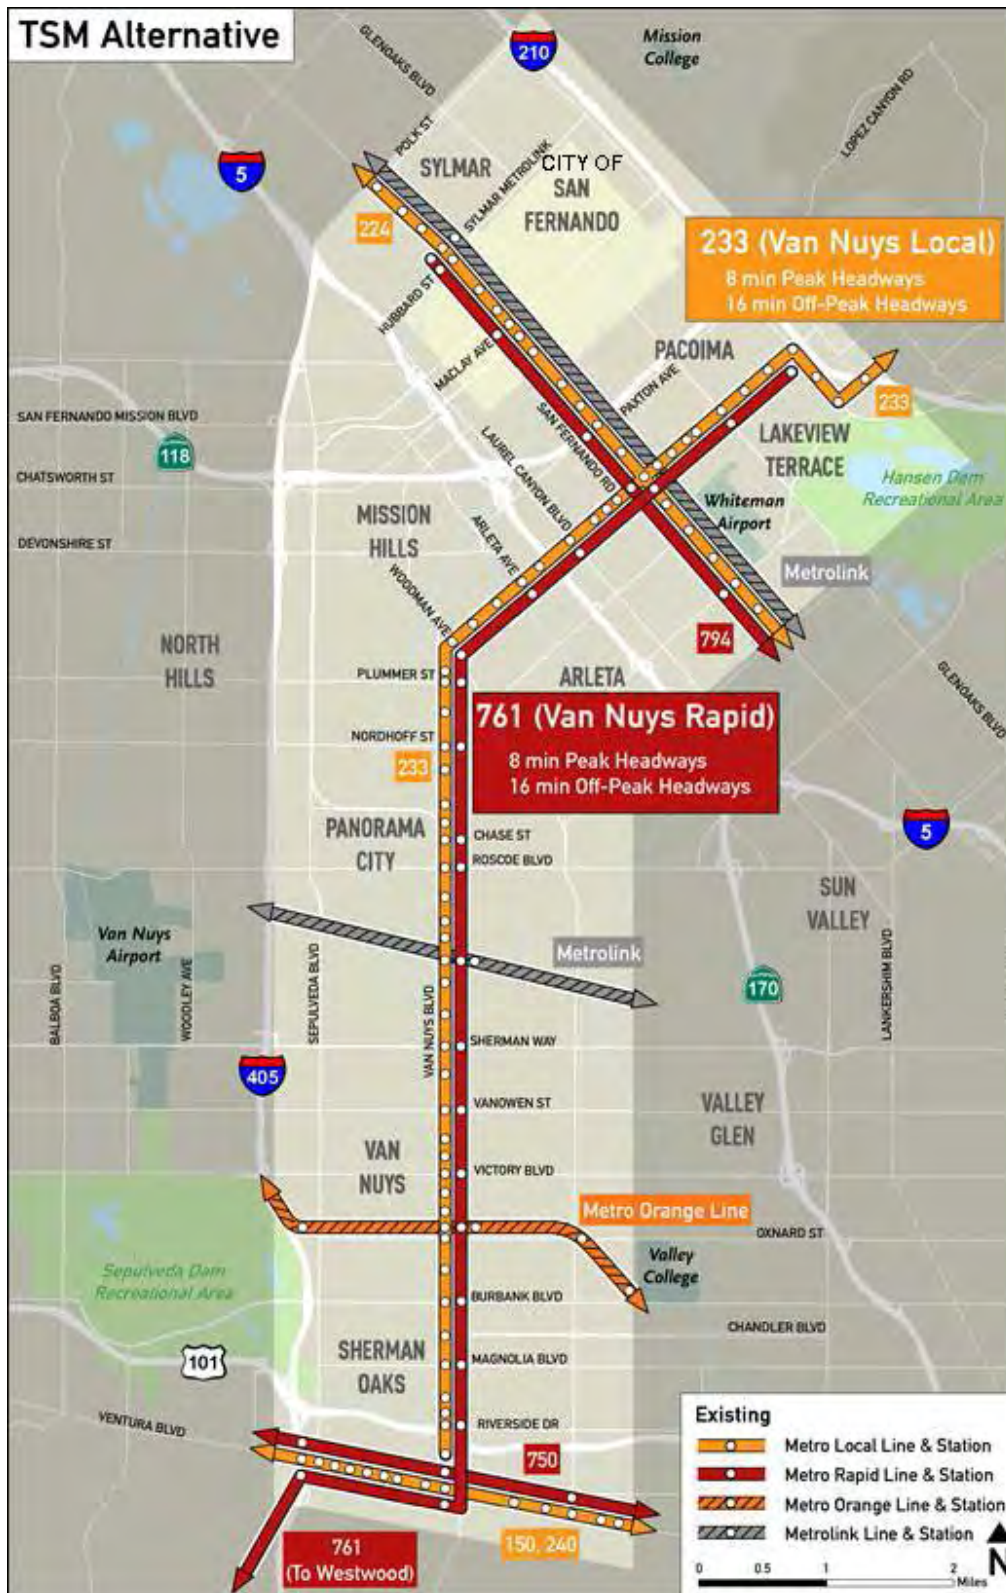 TSM Alternative
210
Mission
College
GLENOAKS BLVD
LOPEZ CANYON RD
POLK ST
5
SYLMAR
SYLMAR METROLINK
CITY OF
SAN
FERNANDO
224
233 (Van Nuys Local)
8 min Peak Headways
16 min Off-Peak Headways
HUBBARD ST
MACLAY AVE
PACOIMA
PAXTON AVE
233
SAN FERNANDO MISSION BLVD
118
CHATSWORTH ST
SAN FERNANDO RD
LAUREL CANYON BLVD
LAKEVIEW
TERRACE
Hansen Dam
Recreational Area
Whiteman
Airport
MISSION
HILLS
ARLETA AVE
DEVONSHIRE ST
Metrolink
WOODMAN AVE
NORTH
HILLS
794
PLUMMER ST
ARLETA
GLENOAKS BLVD
761 (Van Nuys Rapid)
8 min Peak Headways
16 min Off-Peak Headways
NORDHOFF ST
233
PANORAMA
CITY
CHASE ST
ROSCOE BLVD
5
SUN
VALLEY
Van Nuys
Airport
Metrolink
170
BALBOA BLVD
WOODLEY AVE
SEPULVEDA BLVD
VAN NUYS BLVD
LANKERSHIM BLVD
SHERMAN WAY
405
VANOWEN ST
VALLEY
GLEN
VAN
NUYS
VICTORY BLVD
Metro Orange Line
OXNARD ST
Valley
College
Sepulveda Dam
Recreational Area
BURBANK BLVD
CHANDLER BLVD
SHERMAN
OAKS
MAGNOLIA BLVD
101
VENTURA BLVD
RIVERSIDE DR
750
150, 240
761
(To Westwood)
Existing
Metro Local Line & Station
Metro Rapid Line & Station
Metro Orange Line & Station
Metrolink Line & Station
N
0 0.5 1 2
Miles